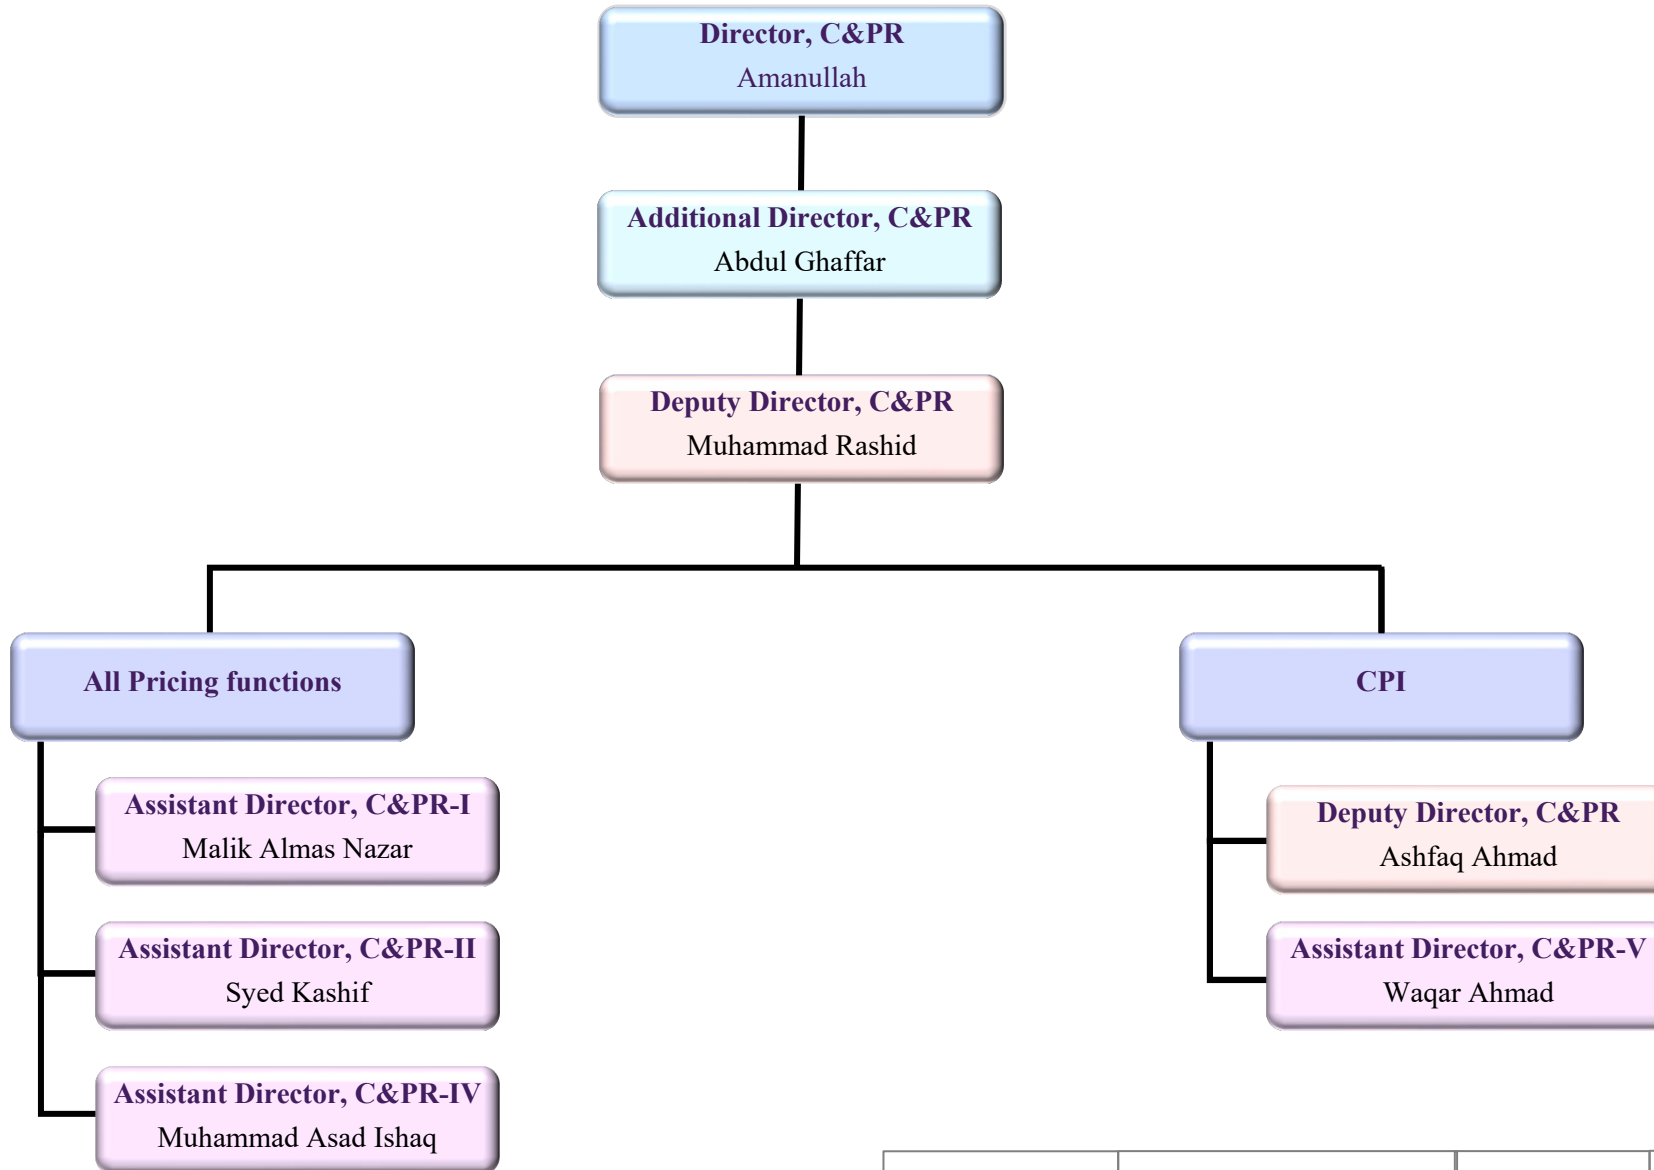 Director, C&PR
Amanullah
Additional Director, C&PR
Abdul Ghaffar
Deputy Director, C&PR
Muhammad Rashid
All Pricing functions
Assistant Director, C&PR-I
Malik Almas Nazar
Assistant Director, C&PR-II
Syed Kashif
Assistant Director, C&PR-IV
Muhammad Asad Ishaq
CPI
Deputy Director, C&PR
Ashfaq Ahmad
Assistant Director, C&PR-V
Waqar Ahmad